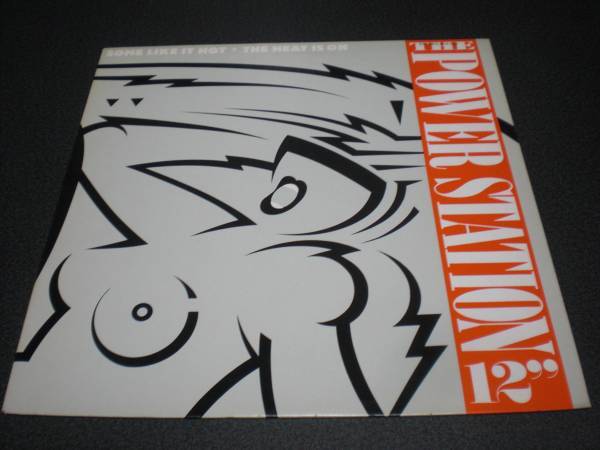 SOME LIKE IT HOT • THE HEAT IS ON
THE
POWER STATION
12"